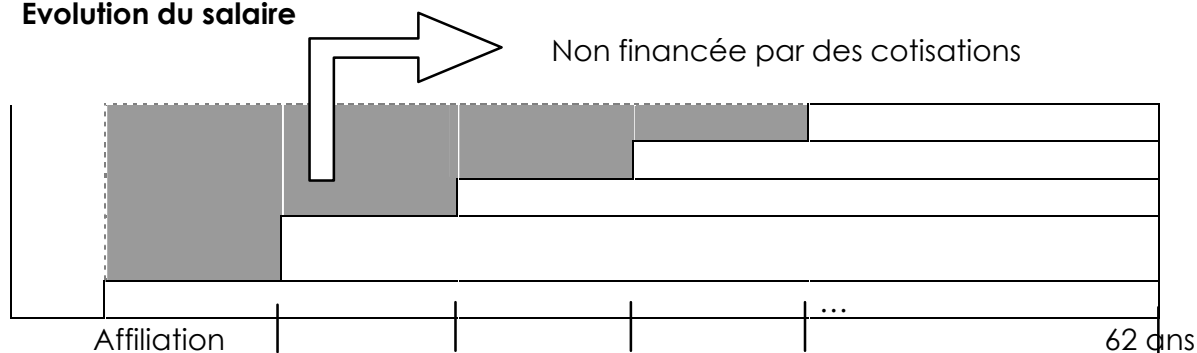 Evolution du salaire
Non financée par des cotisations
...
Affiliation
62 ans